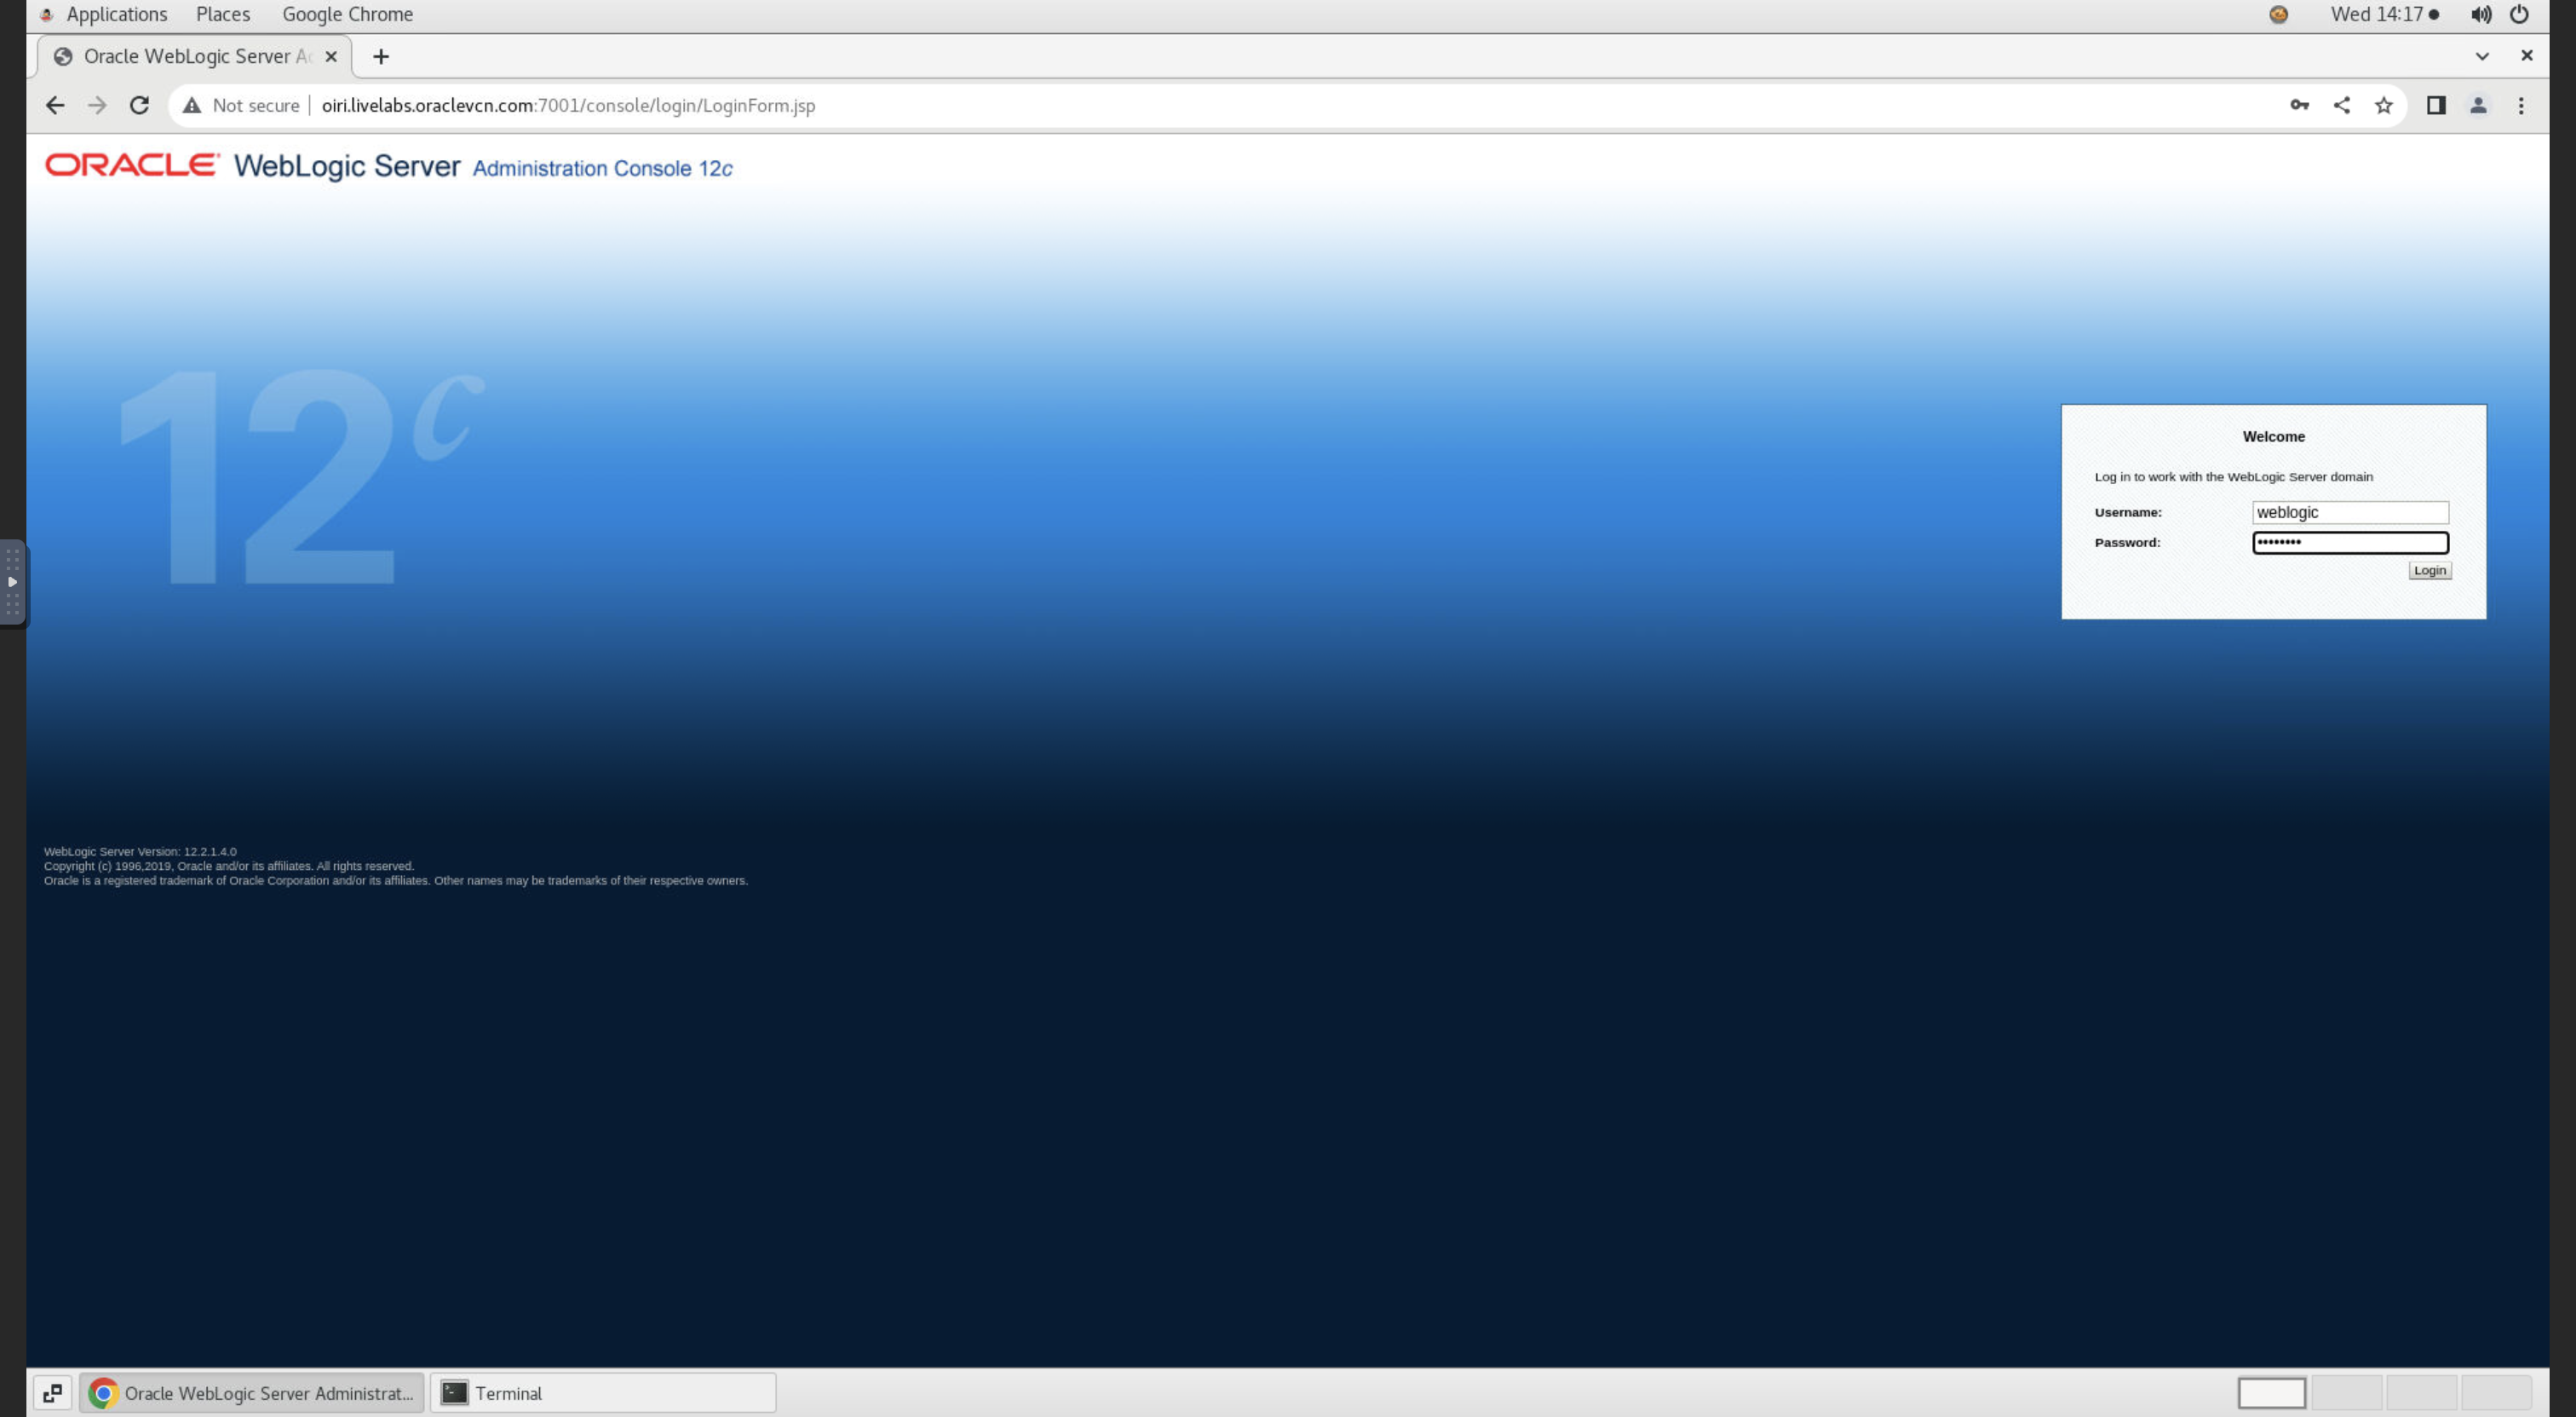 Applications Places Google Chrome Wed 14:17
Oracle WebLogic Server
Not secure oiri.livelabs.oraclevcn.com:7001/console/login/LoginForm.jsp
ORACLE WebLogic Server Administration Console 12c
12c
Welcome
Log in to work with the WebLogic Server domain
Username: weblogic
Password: ••••••••
Login
WebLogic Server Version: 12.2.1.4.0
Copyright (c) 1996,2019, Oracle and/or its affiliates. All rights reserved.
Oracle is a registered trademark of Oracle Corporation and/or its affiliates. Other names may be trademarks of their respective owners.
Oracle WebLogic Server Administrat... Terminal